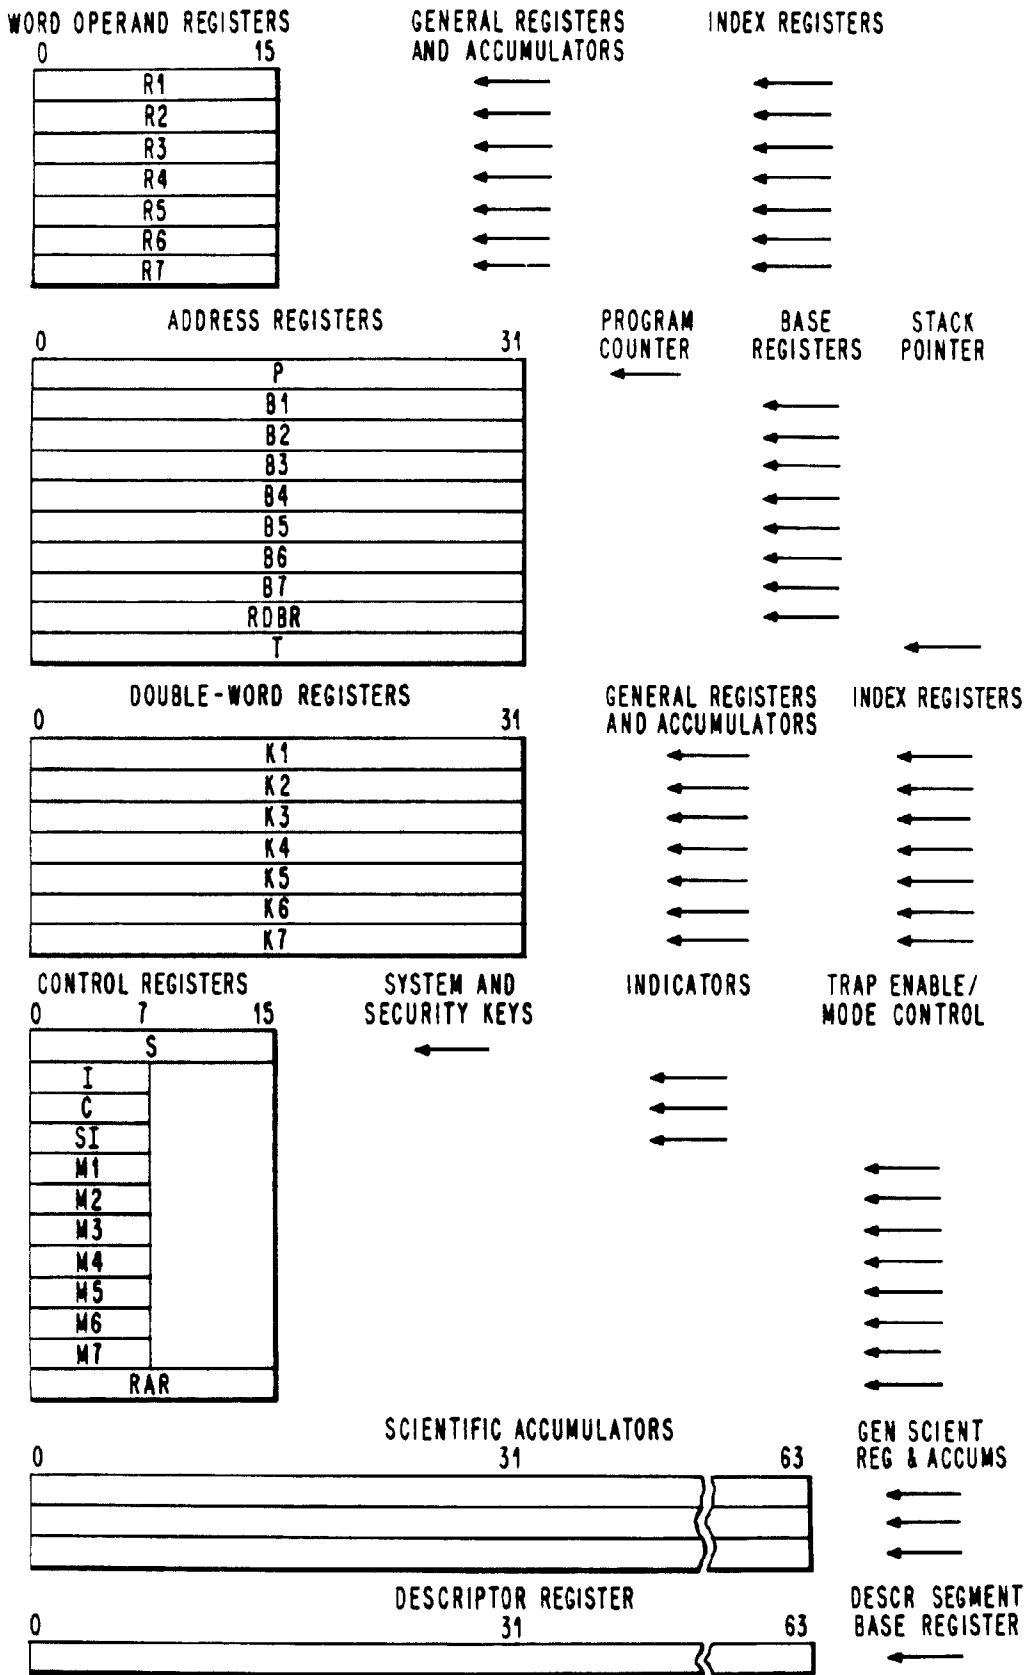 WORD OPERAND REGISTERS GENERAL REGISTERS INDEX REGISTERS
0 15 AND ACCUMULATORS
R1
R2
R3
R4
R5
R6
R7
ADDRESS REGISTERS PROGRAM BASE STACK
0 31 COUNTER REGISTERS POINTER
P
B1
B2
B3
B4
B5
B6
B7
RDBR
T
DOUBLE-WORD REGISTERS GENERAL REGISTERS INDEX REGISTERS
0 31 AND ACCUMULATORS
K1
K2
K3
K4
K5
K6
K7
CONTROL REGISTERS SYSTEM AND INDICATORS TRAP ENABLE/
0 7 15 SECURITY KEYS MODE CONTROL
S
I
C
SI
M1
M2
M3
M4
M5
M6
M7
RAR
SCIENTIFIC ACCUMULATORS GEN SCIENT
0 31 63 REG & ACCUMS
DESCRIPTOR REGISTER DESCR SEGMENT
0 31 63 BASE REGISTER